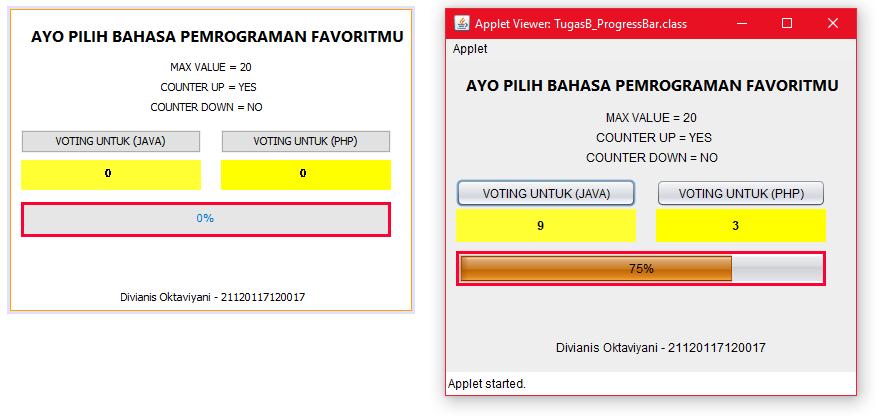 AYO PILIH BAHASA PEMROGRAMAN FAVORITMU
MAX VALUE = 20
COUNTER UP = YES
COUNTER DOWN = NO
VOTING UNTUK (JAVA) VOTING UNTUK (PHP)
0 0
0%
Divianis Oktaviyani - 21120117120017
Applet Viewer: TugasB_ProgressBar.class
Applet
AYO PILIH BAHASA PEMROGRAMAN FAVORITMU
MAX VALUE = 20
COUNTER UP = YES
COUNTER DOWN = NO
VOTING UNTUK (JAVA) VOTING UNTUK (PHP)
9 3
75%
Divianis Oktaviyani - 21120117120017
Applet started.